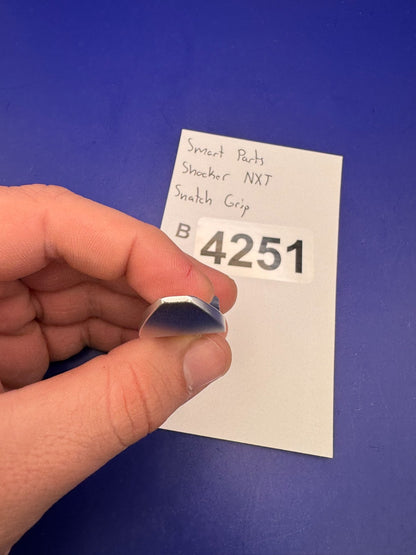 Smart Parts
Shocker NXT
Snatch Grip
B 4251